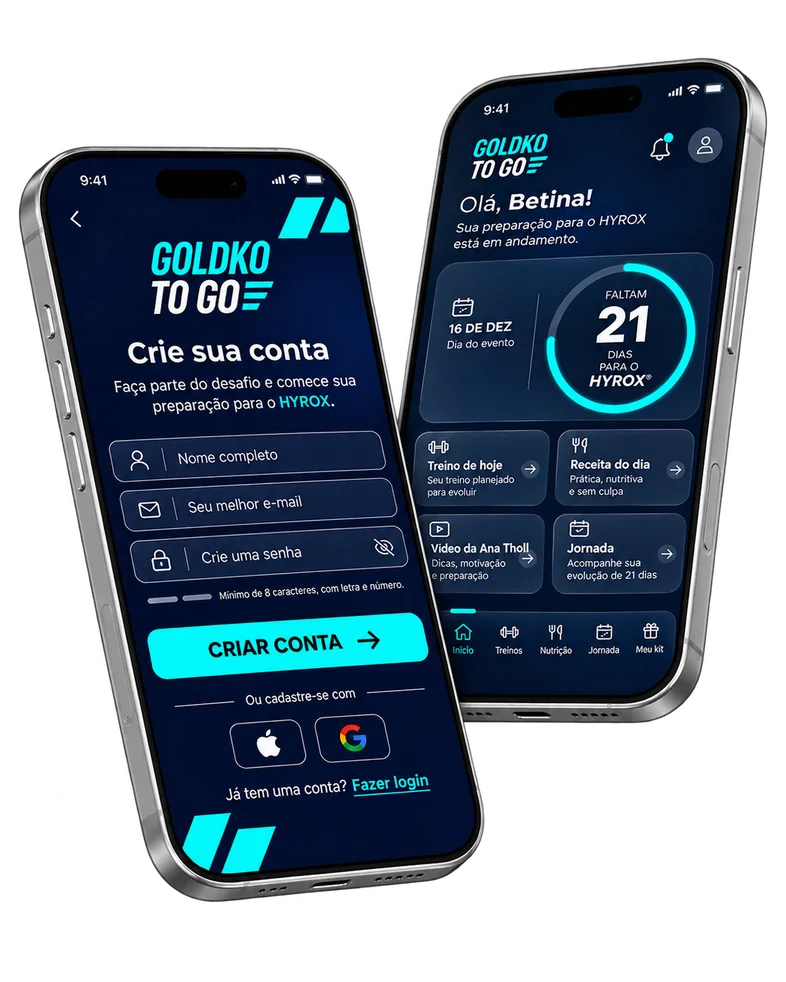 9:41
GOLDKO
TO GO
Crie sua conta
Faça parte do desafio e comece sua
preparação para o HYROX.
Nome completo
Seu melhor e-mail
Crie uma senha
Mínimo de 8 caracteres, com letra e número.
CRIAR CONTA
Ou cadastre-se com
Já tem uma conta? Fazer login
9:41
GOLDKO
TO GO
Olá, Betina!
Sua preparação para o HYROX
está em andamento.
16 DE DEZ
Dia do evento
FALTAM
21
DIAS
PARA O
HYROX®
Treino de hoje
Seu treino planejado
para evoluir
Receita do dia
Prática, nutritiva
e sem culpa
Video da Ana Tholl
Dicas, motivação
e preparação
Jornada
Acompanhe sua
evolução de 21 dias
Início
Treinos
Nutrição
Jornada
Meu kit